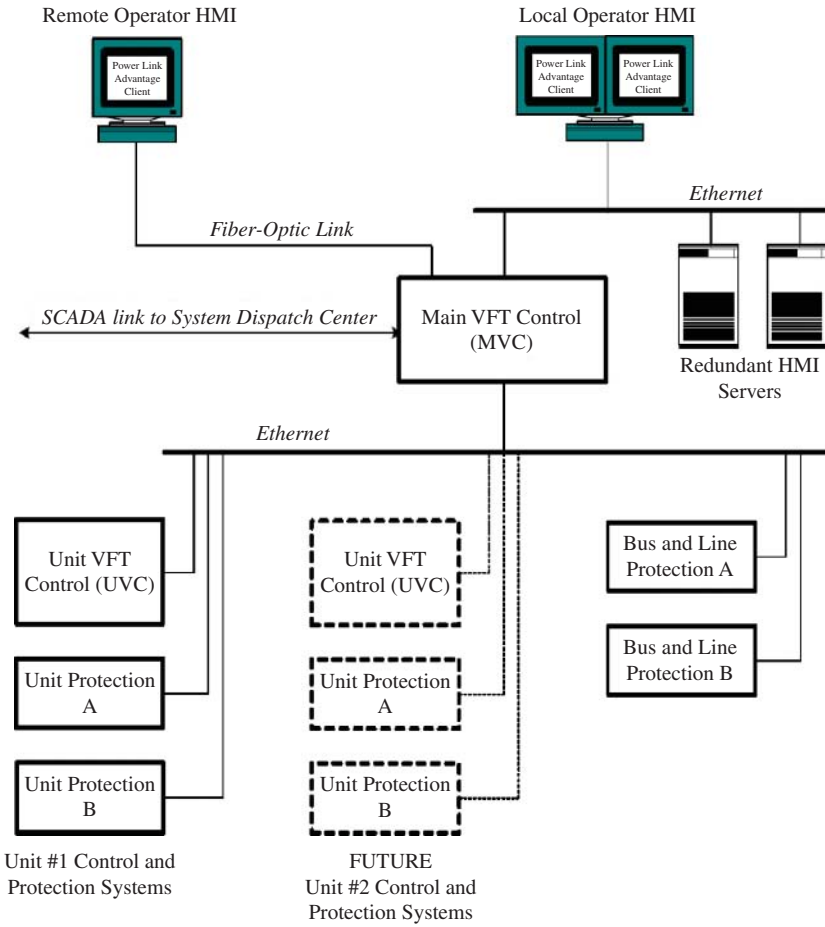 Remote Operator HMI
Local Operator HMI
Power Link
Advantage
Client
Power Link
Advantage
Client
Power Link
Advantage
Client
Ethernet
Fiber-Optic Link
SCADA link to System Dispatch Center
Main VFT Control
(MVC)
Redundant HMI
Servers
Ethernet
Unit VFT
Control (UVC)
Unit VFT
Control (UVC)
Bus and Line
Protection A
Bus and Line
Protection B
Unit Protection
A
Unit Protection
A
Unit Protection
B
Unit Protection
B
Unit #1 Control and
Protection Systems
FUTURE
Unit #2 Control and
Protection Systems